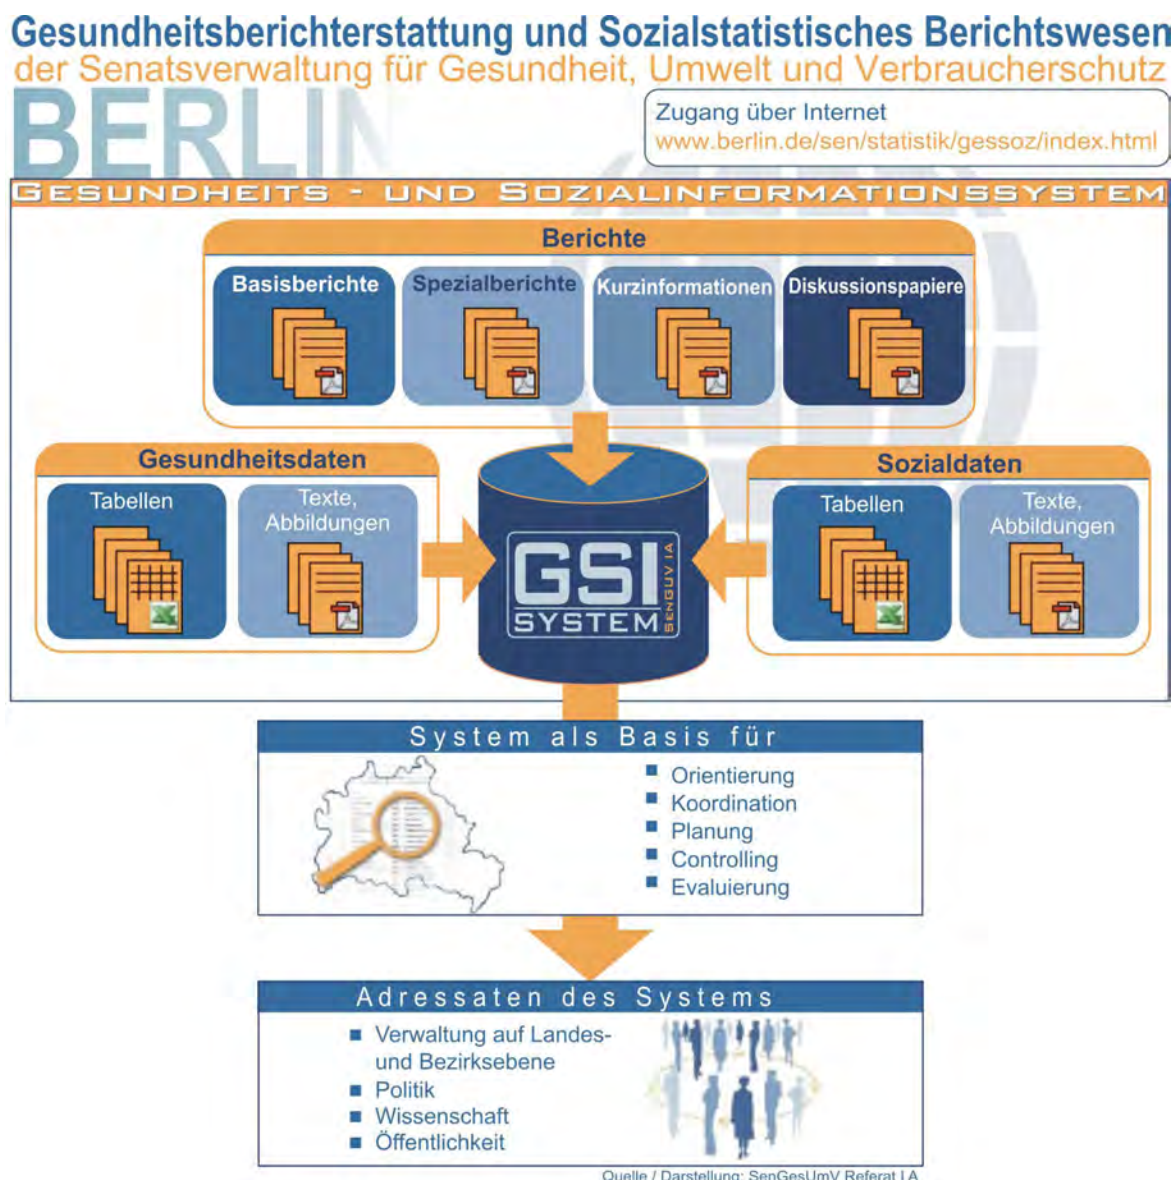 Gesundheitsberichterstattung und Sozialstatistisches Berichtswesen
der Senatsverwaltung für Gesundheit, Umwelt und Verbraucherschutz
BERLIN
Zugang über Internet
www.berlin.de/sen/statistik/gessoz/index.html
GESUNDHEITS - UND SOZIALINFORMATIONSSYSTEM
Berichte
Basisberichte
Spezialberichte
Kurzinformationen
Diskussionspapiere
Gesundheitsdaten
Tabellen
Texte,
Abbildungen
GSI
SYSTEM
SENGUV IA
Sozialdaten
Tabellen
Texte,
Abbildungen
System als Basis für
Orientierung
Koordination
Planung
Controlling
Evaluierung
Adressaten des Systems
Verwaltung auf Landes-
und Bezirksebene
Politik
Wissenschaft
Öffentlichkeit
Quelle / Darstellung: SenGesUmV Referat I A